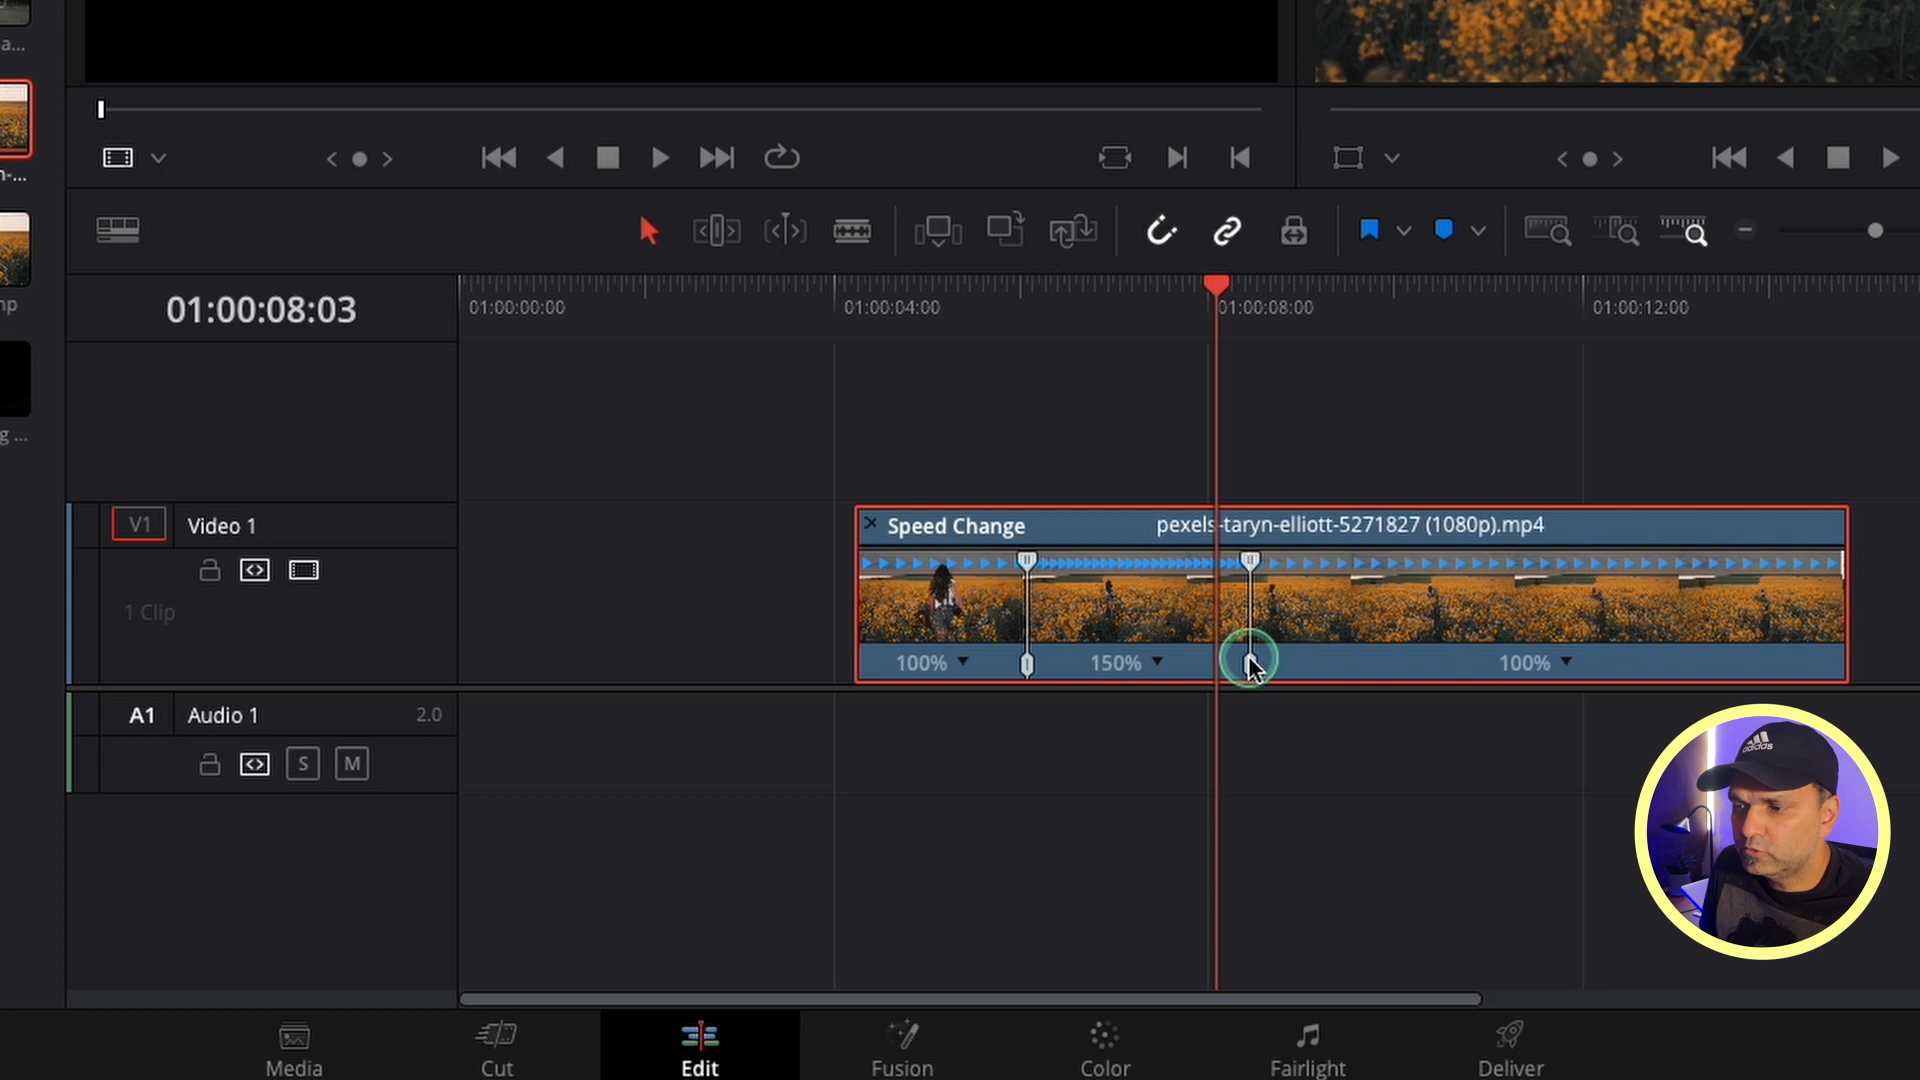 a...
n-...
np
g ...
01:00:08:03
01:00:00:00
01:00:04:00
01:00:08:00
01:00:12:00
V1
Video 1
1 Clip
Speed Change
pexels-taryn-elliott-5271827 (1080p).mp4
100%
150%
100%
A1
Audio 1
2.0
S
M
adidas
Media
Cut
Edit
Fusion
Color
Fairlight
Deliver